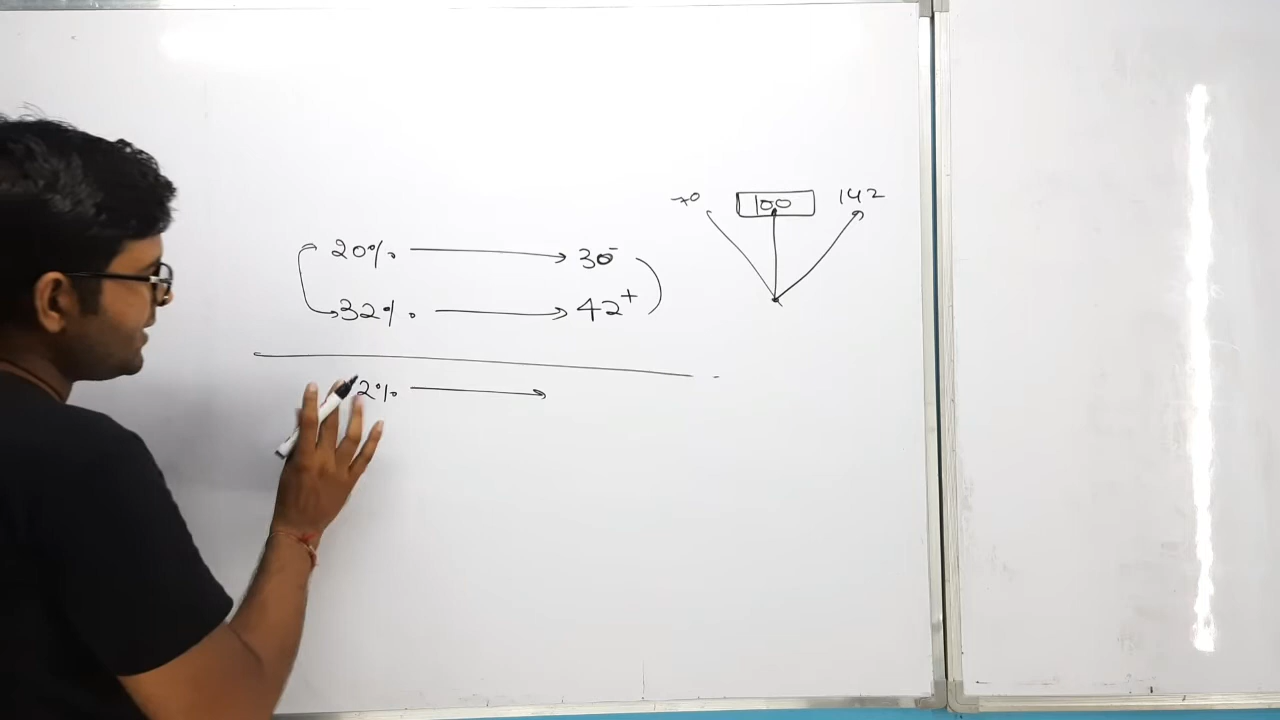 70 100 142
20% → 30-
32% → 42+
2% →